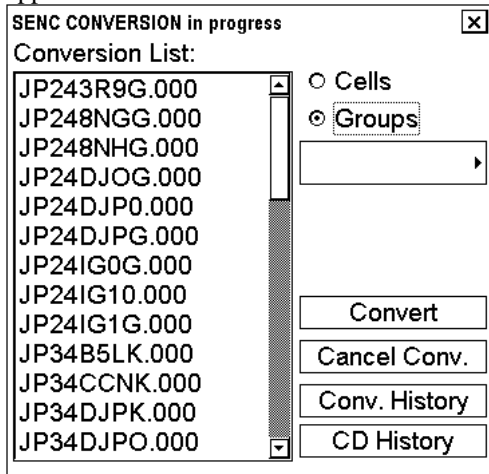 SENC CONVERSION in progress
Conversion List:
JP243R9G.000
JP248NGG.000
JP248NHG.000
JP24DJOG.000
JP24DJP0.000
JP24DJPG.000
JP24IG0G.000
JP24IG10.000
JP24IG1G.000
JP34B5LK.000
JP34CCNK.000
JP34DJPK.000
JP34DJPO.000
Cells
Groups
Convert
Cancel Conv.
Conv. History
CD History